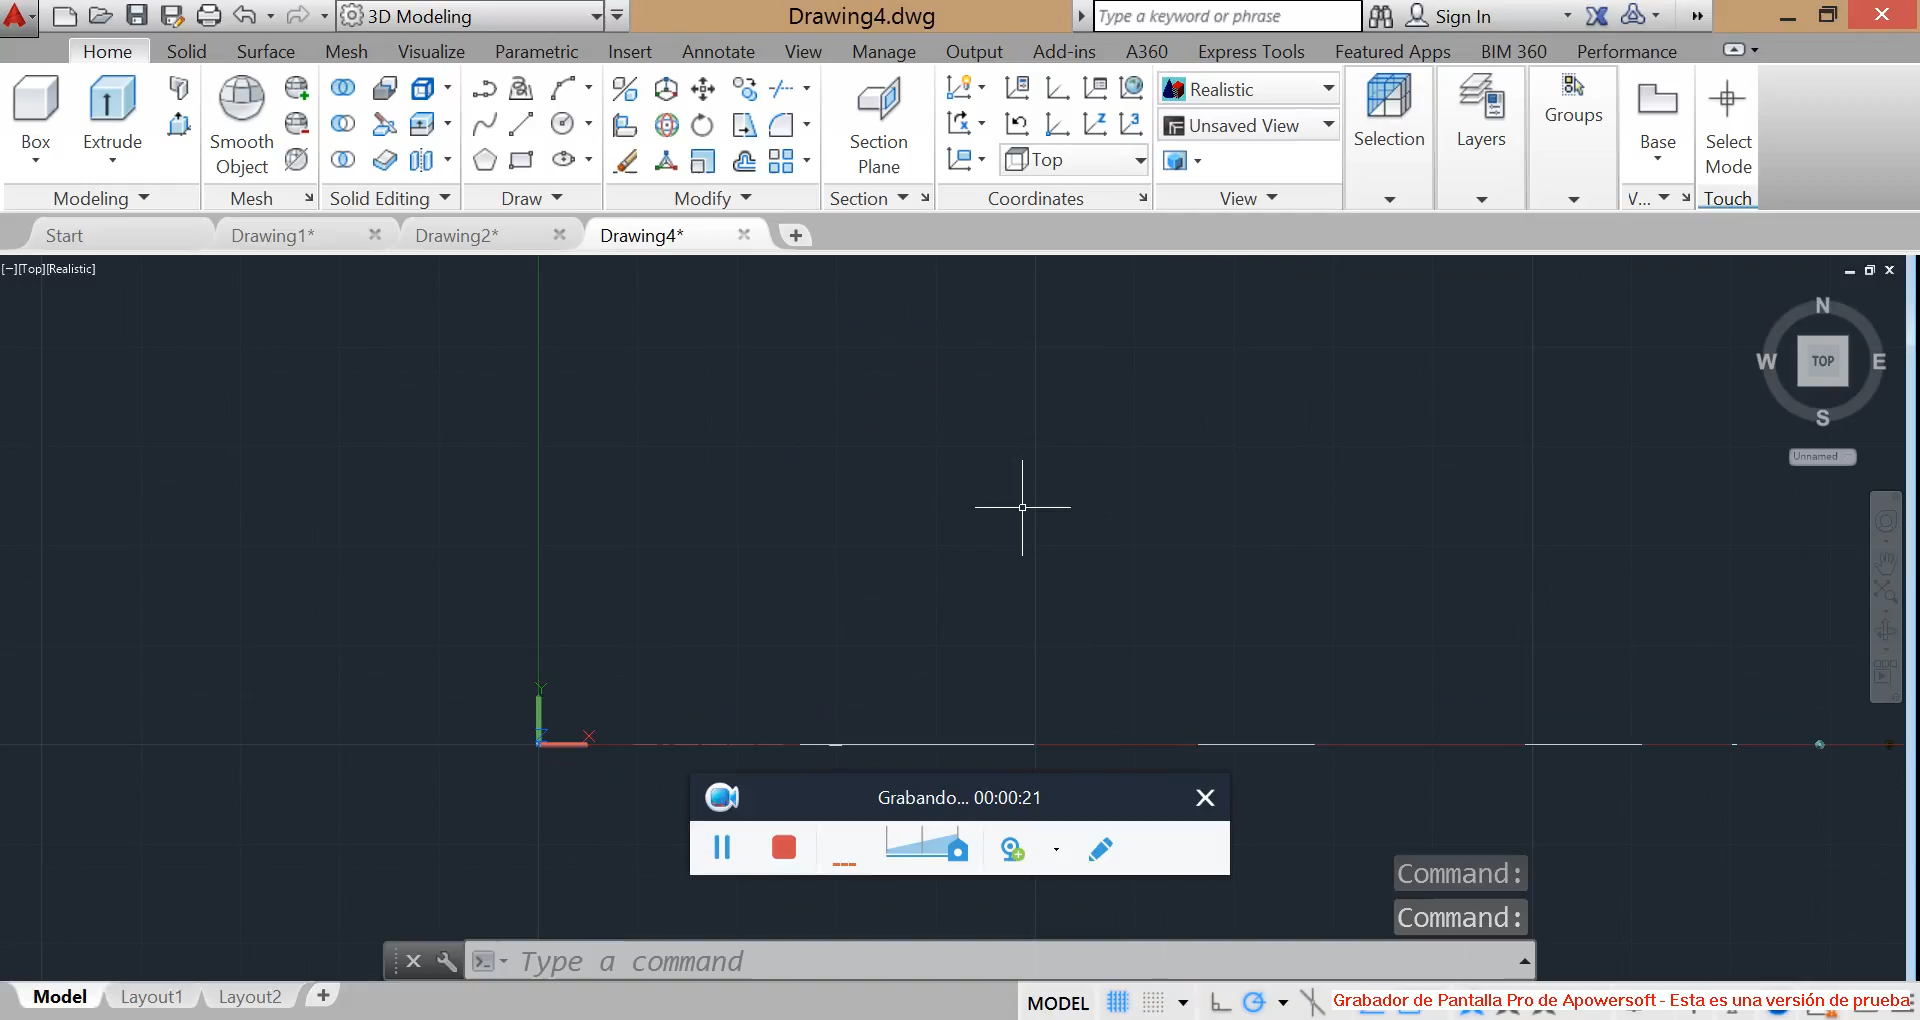 3D Modeling
Drawing4.dwg
Type a keyword or phrase
Sign In
Home Solid Surface Mesh Visualize Parametric Insert Annotate View Manage Output Add-ins A360 Express Tools Featured Apps BIM 360 Performance
Box
Extrude
Smooth
Object
Section
Plane
Realistic
Unsaved View
Top
Selection
Layers
Groups
Base
Select
Mode
Modeling
Mesh
Solid Editing
Draw
Modify
Section
Coordinates
View
V...
Touch
Start
Drawing1*
Drawing2*
Drawing4*
[−][Top][Realistic]
N
W
TOP
E
S
Unnamed
Y
X
Grabando... 00:00:21
Command:
Command:
Type a command
Model
Layout1
Layout2
MODEL
Grabador de Pantalla Pro de Apowersoft - Esta es una versión de prueba